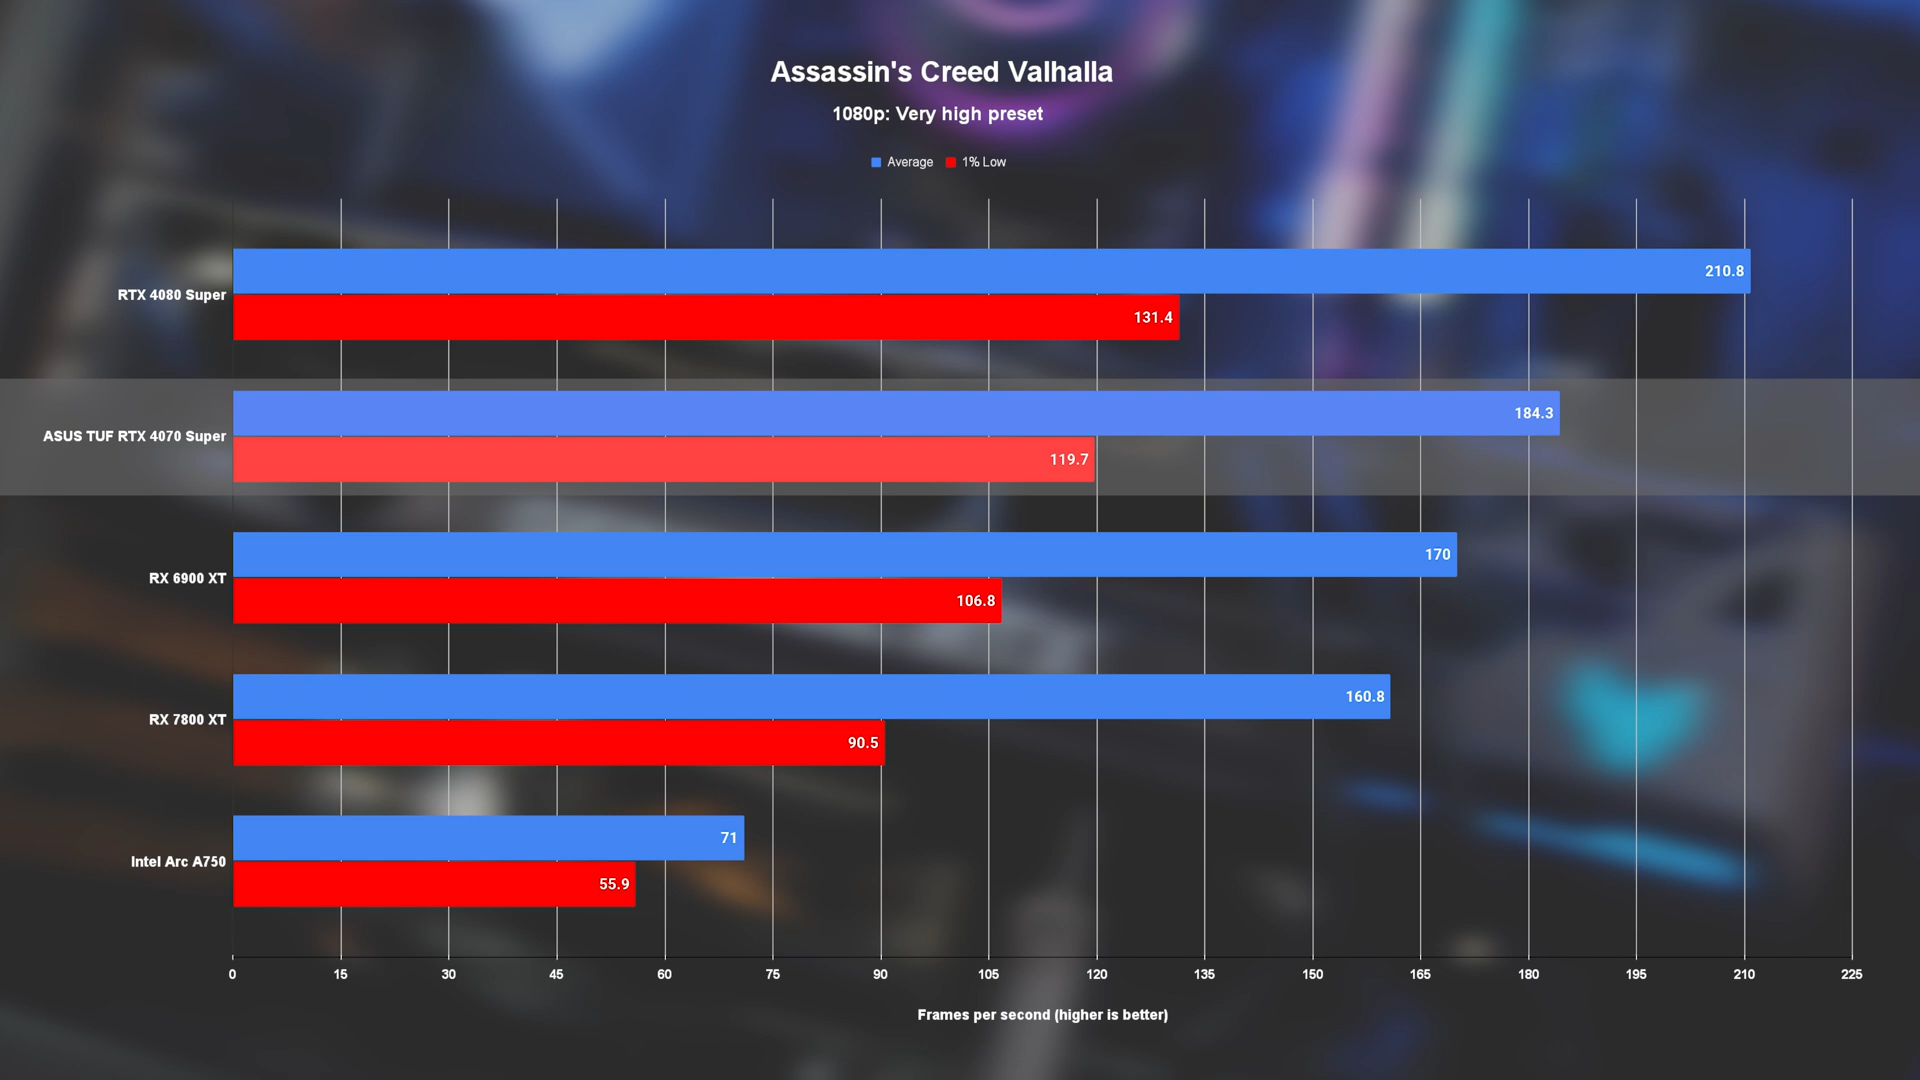 Assassin's Creed Valhalla
1080p: Very high preset
Average 1% Low
RTX 4080 Super
210.8
131.4
ASUS TUF RTX 4070 Super
184.3
119.7
RX 6900 XT
170
106.8
RX 7800 XT
160.8
90.5
Intel Arc A750
71
55.9
0 15 30 45 60 75 90 105 120 135 150 165 180 195 210 225
Frames per second (higher is better)